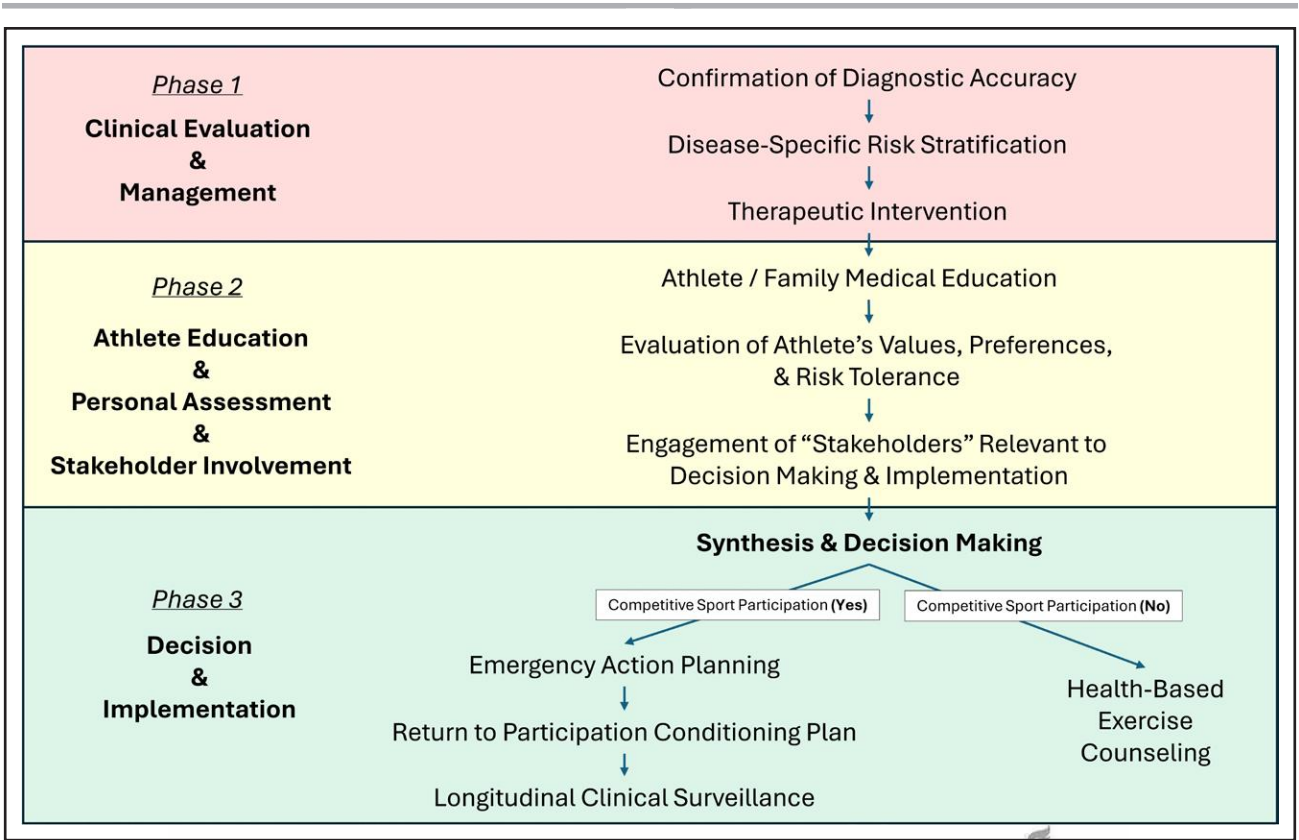 Phase 1
Clinical Evaluation
&
Management
Confirmation of Diagnostic Accuracy
Disease-Specific Risk Stratification
Therapeutic Intervention
Phase 2
Athlete Education
&
Personal Assessment
&
Stakeholder Involvement
Athlete / Family Medical Education
Evaluation of Athlete’s Values, Preferences,
& Risk Tolerance
Engagement of “Stakeholders” Relevant to
Decision Making & Implementation
Phase 3
Decision
&
Implementation
Synthesis & Decision Making
Competitive Sport Participation (Yes)
Competitive Sport Participation (No)
Emergency Action Planning
Return to Participation Conditioning Plan
Longitudinal Clinical Surveillance
Health-Based
Exercise
Counseling